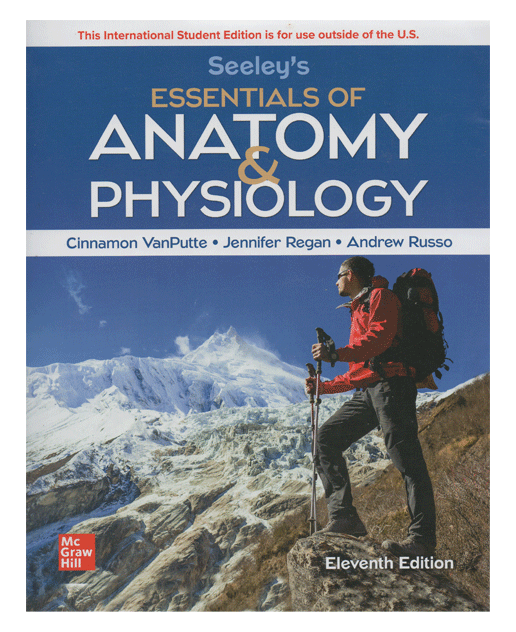 This International Student Edition is for use outside of the U.S.
Seeley's
ESSENTIALS OF
ANATOMY
&
PHYSIOLOGY
Cinnamon VanPutte • Jennifer Regan • Andrew Russo
Mc
Graw
Hill
Eleventh Edition